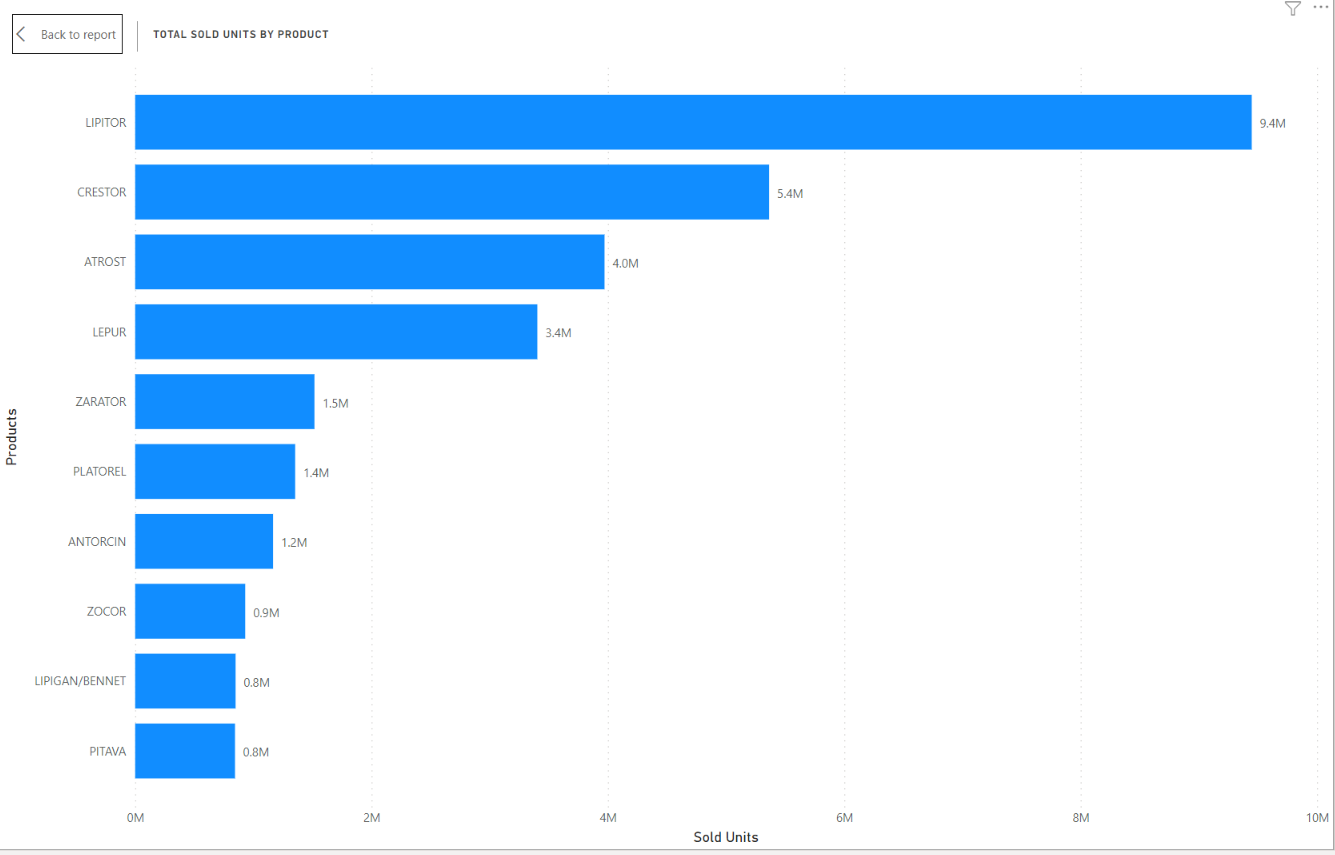 Back to report
TOTAL SOLD UNITS BY PRODUCT
LIPITOR 9.4M
CRESTOR 5.4M
ATROST 4.0M
LEPUR 3.4M
ZARATOR 1.5M
PLATOREL 1.4M
ANTORCIN 1.2M
ZOCOR 0.9M
LIPIGAN/BENNET 0.8M
PITAVA 0.8M
Products
0M 2M 4M 6M 8M 10M
Sold Units